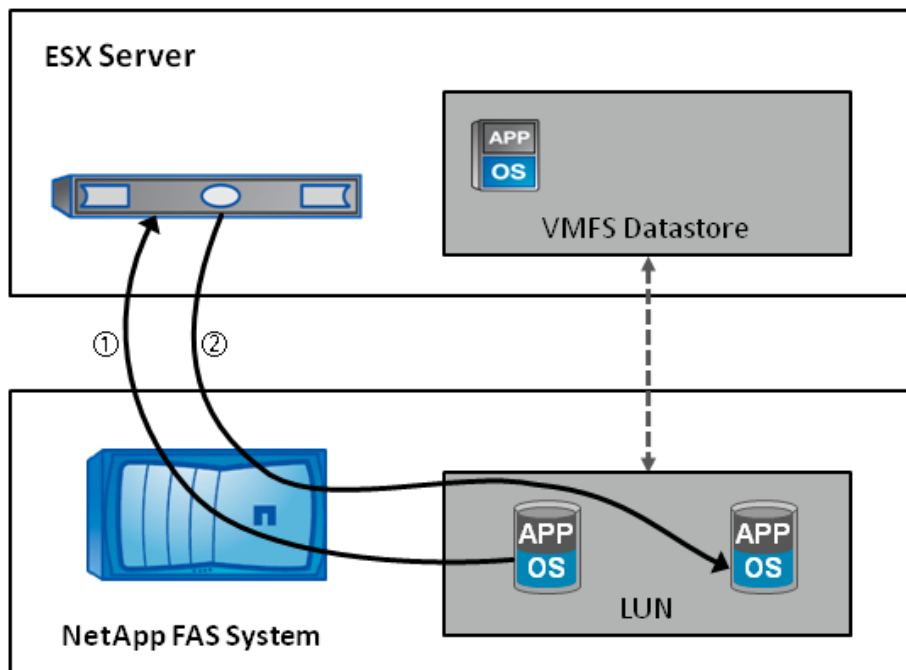 ESX Server
APP
OS
VMFS Datastore
①
②
APP
OS
APP
OS
LUN
NetApp FAS System